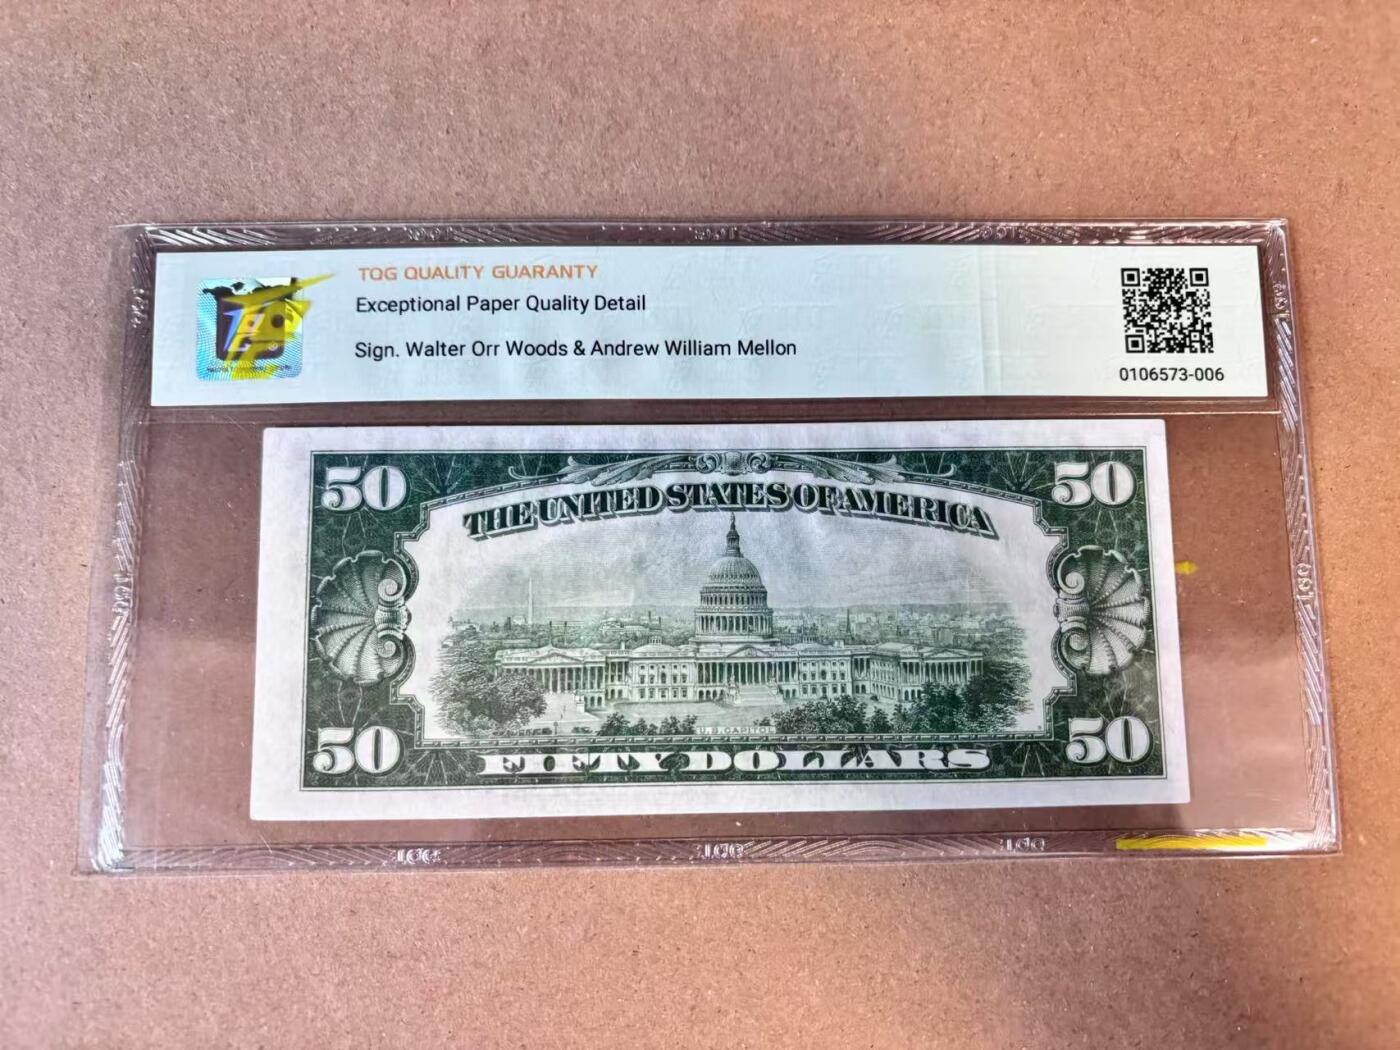 TQG QUALITY GUARANTY
Exceptional Paper Quality Detail
Sign. Walter Orr Woods & Andrew William Mellon
0106573-006
50
50
THE UNITED STATES OF AMERICA
U.S. CAPITOL
50
50
FIFTY DOLLARS